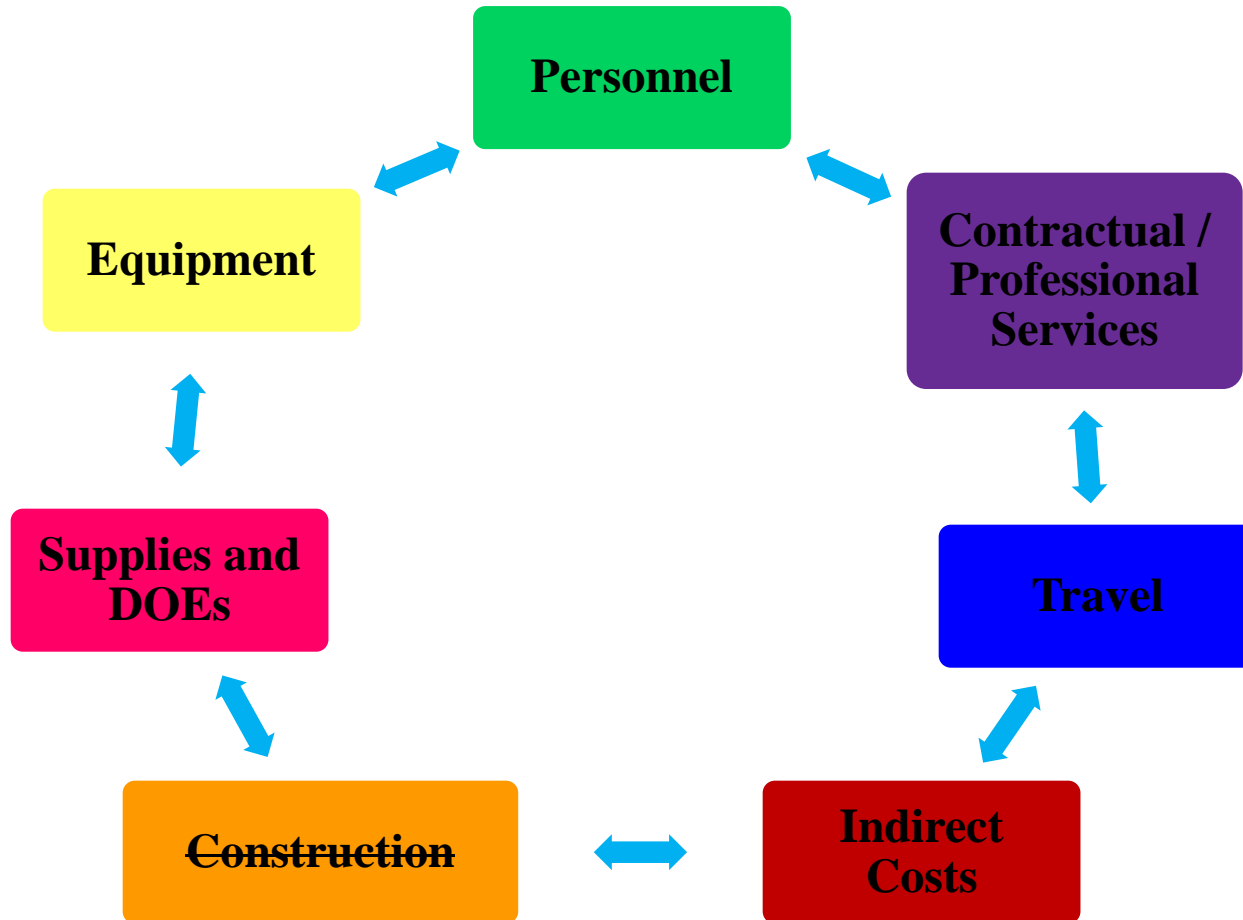 Personnel
Equipment
Contractual /
Professional
Services
Supplies and
DOEs
Travel
Construction
Indirect
Costs